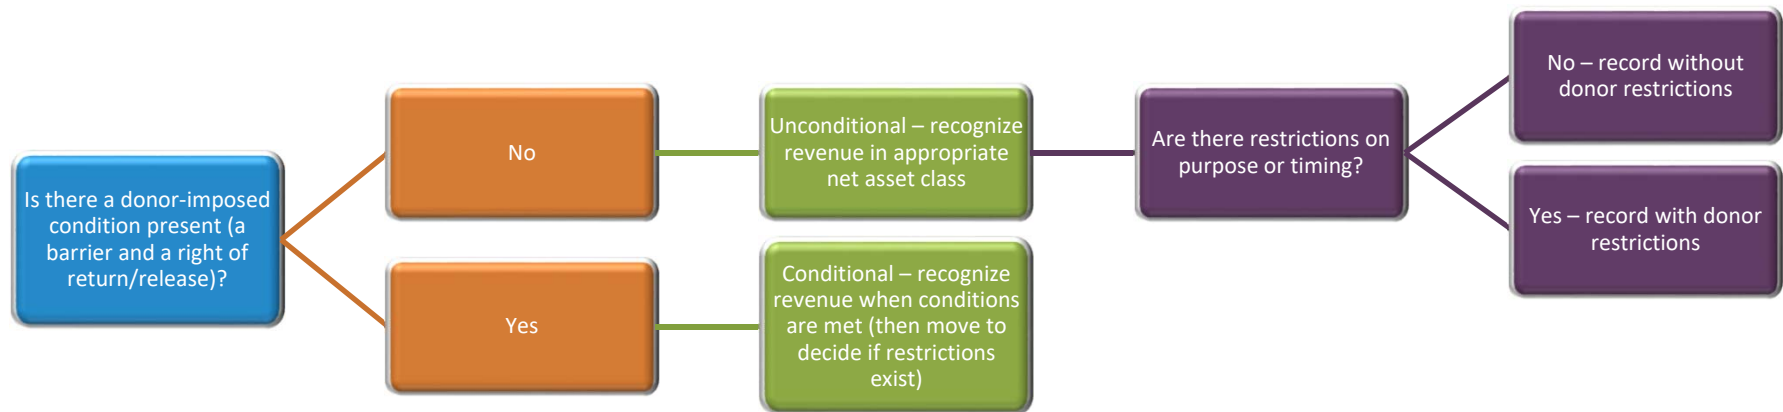 Is there a donor-imposed
condition present (a
barrier and a right of
return/release)?
No
Yes
Unconditional – recognize
revenue in appropriate
net asset class
Conditional – recognize
revenue when conditions
are met (then move to
decide if restrictions
exist)
Are there restrictions on
purpose or timing?
No – record without
donor restrictions
Yes – record with donor
restrictions